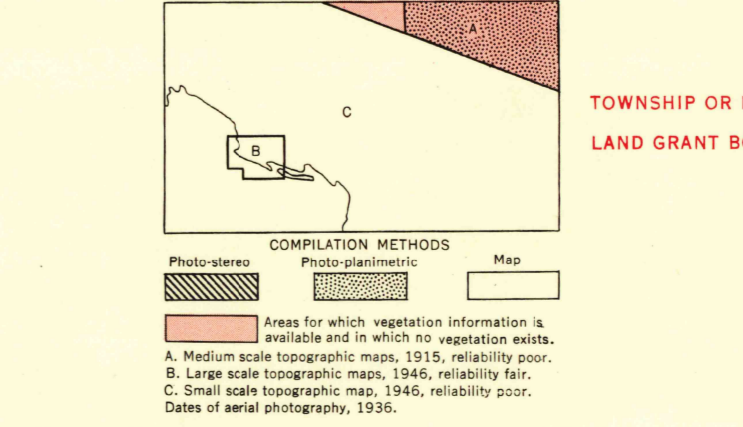 A
C
B
TOWNSHIP OR
LAND GRANT
COMPILATION METHODS
Photo-stereo Photo-planimetric Map
Areas for which vegetation information is
available and in which no vegetation exists.
A. Medium scale topographic maps, 1915, reliability poor.
B. Large scale topographic maps, 1946, reliability fair.
C. Small scale topographic map, 1946, reliability poor.
Dates of aerial photography, 1936.